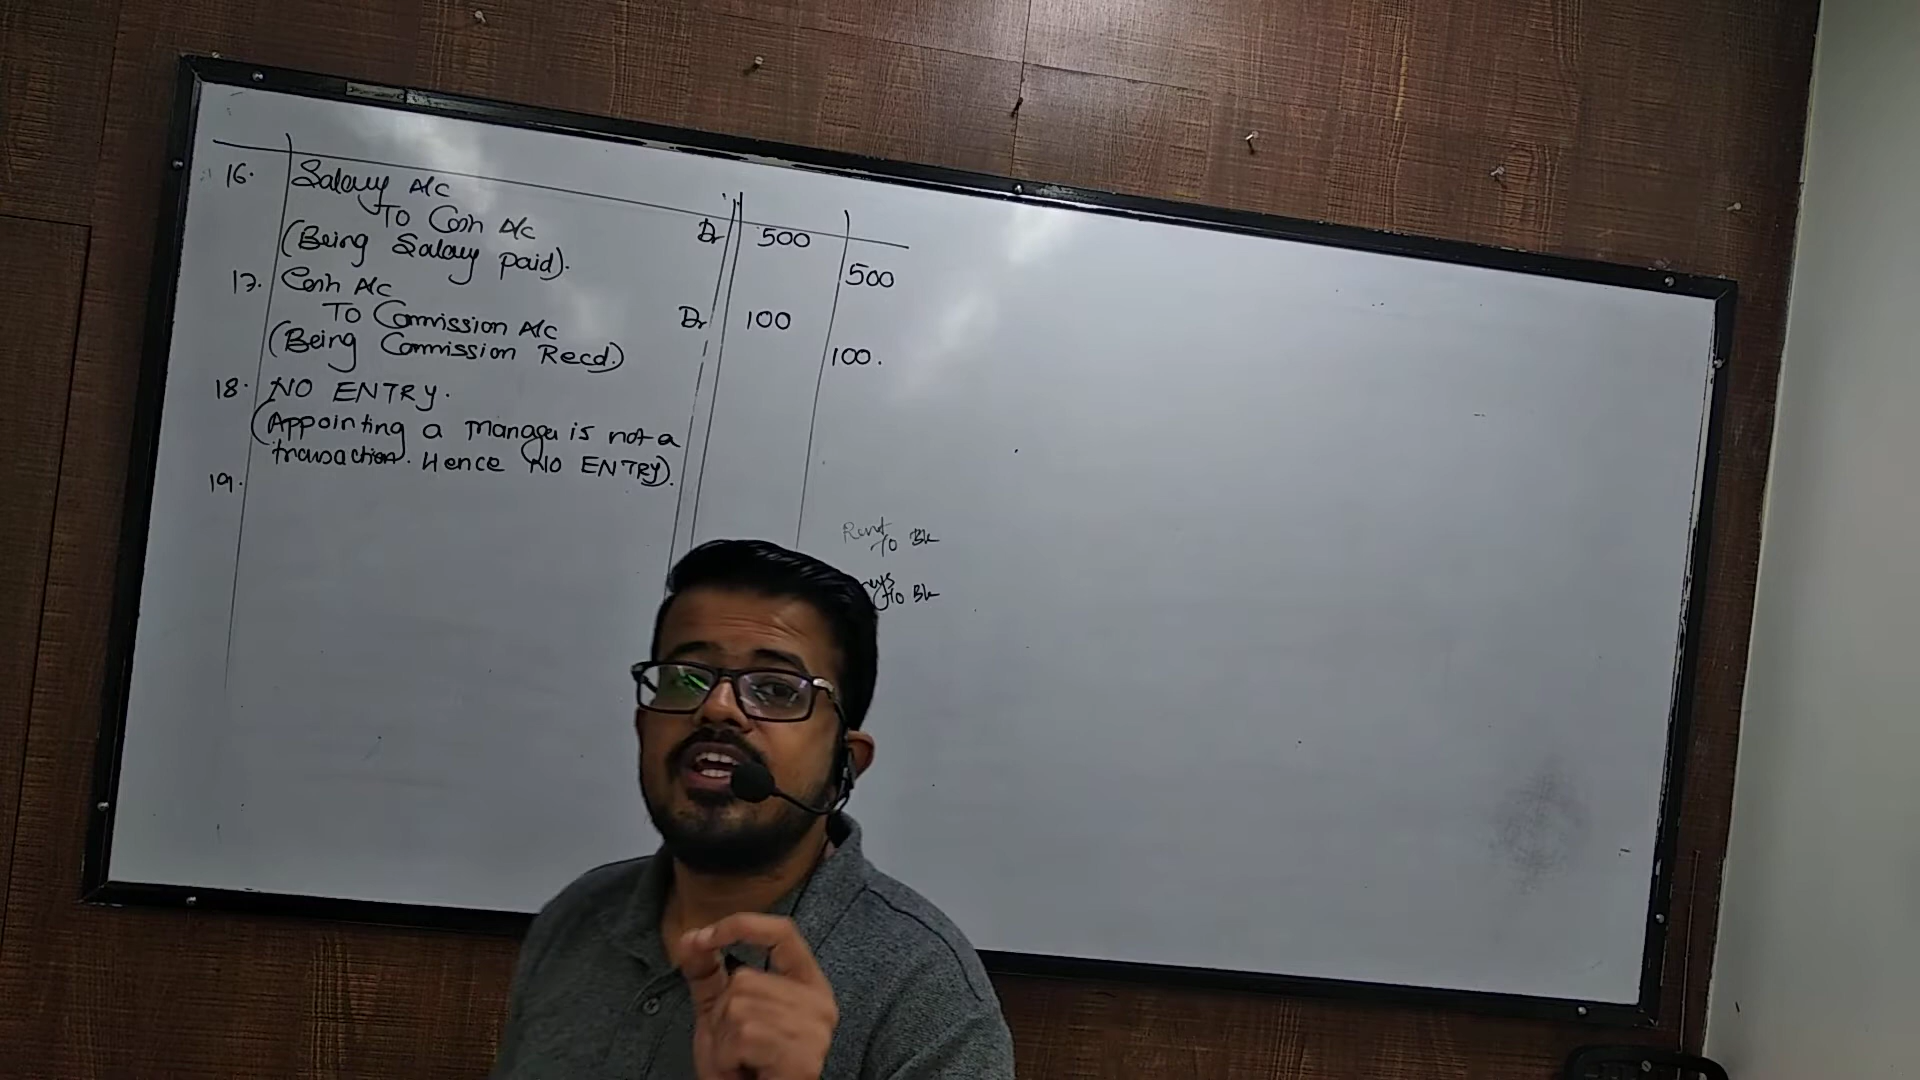 16. Salary A/c Dr 500
To Cash A/c 500
(Being Salary paid).
17. Cash A/c Dr 100
To Commission A/c 100.
(Being Commission Recd.)
18. NO ENTRY.
(Appointing a Manager is not a
transaction. Hence NO ENTRY).
19.
Rent
To Bk
To Bk